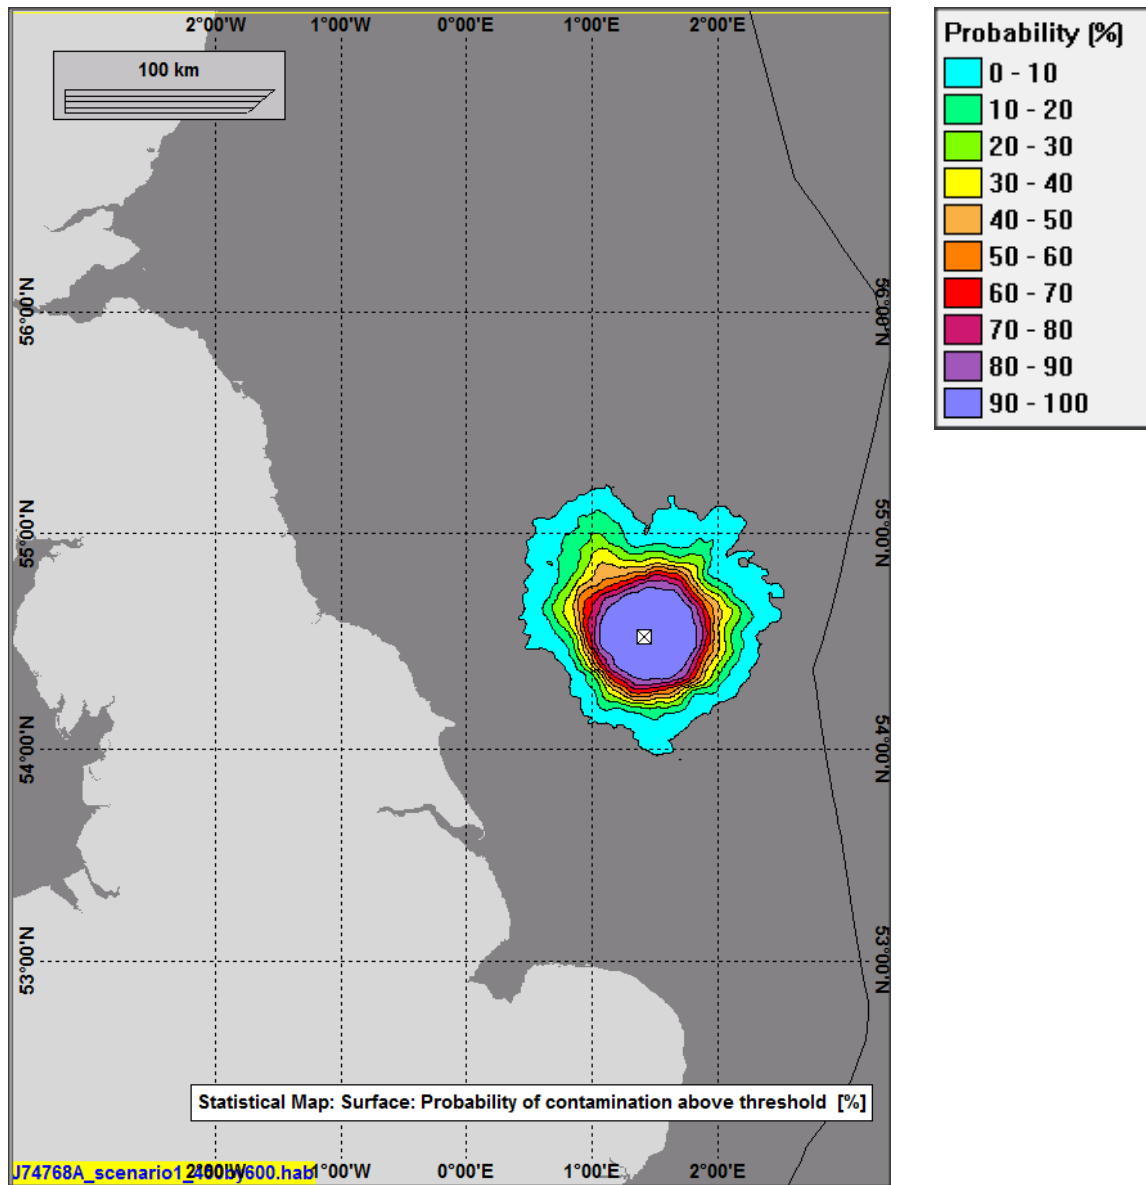 2°00'W 1°00'W 0°00'E 1°00'E 2°00'E
100 km
56°00'N 56°00'N
55°00'N 55°00'N
54°00'N 54°00'N
53°00'N 53°00'N
Statistical Map: Surface: Probability of contamination above threshold [%]
2°00'W 1°00'W 0°00'E 1°00'E 2°00'E
Probability [%]
0 - 10
10 - 20
20 - 30
30 - 40
40 - 50
50 - 60
60 - 70
70 - 80
80 - 90
90 - 100